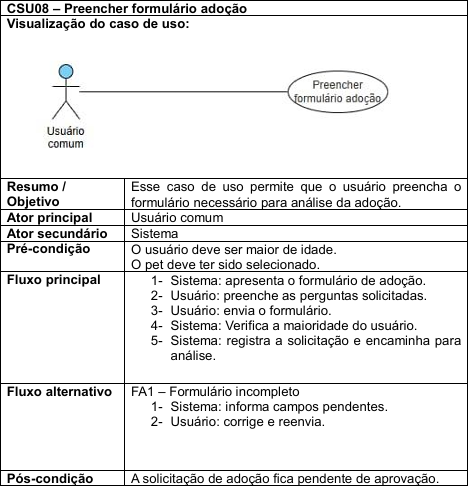 CSU08 – Preencher formulário adoção
Visualização do caso de uso:
Preencher
formulário adoção
Usuário
comum
Resumo /
Objetivo
Esse caso de uso permite que o usuário preencha o
formulário necessário para análise da adoção.
Ator principal
Usuário comum
Ator secundário
Sistema
Pré-condição
O usuário deve ser maior de idade.
O pet deve ter sido selecionado.
Fluxo principal
1- Sistema: apresenta o formulário de adoção.
2- Usuário: preenche as perguntas solicitadas.
3- Usuário: envia o formulário.
4- Sistema: Verifica a maioridade do usuário.
5- Sistema: registra a solicitação e encaminha para
análise.
Fluxo alternativo
FA1 – Formulário incompleto
1- Sistema: informa campos pendentes.
2- Usuário: corrige e reenvia.
Pós-condição
A solicitação de adoção fica pendente de aprovação.